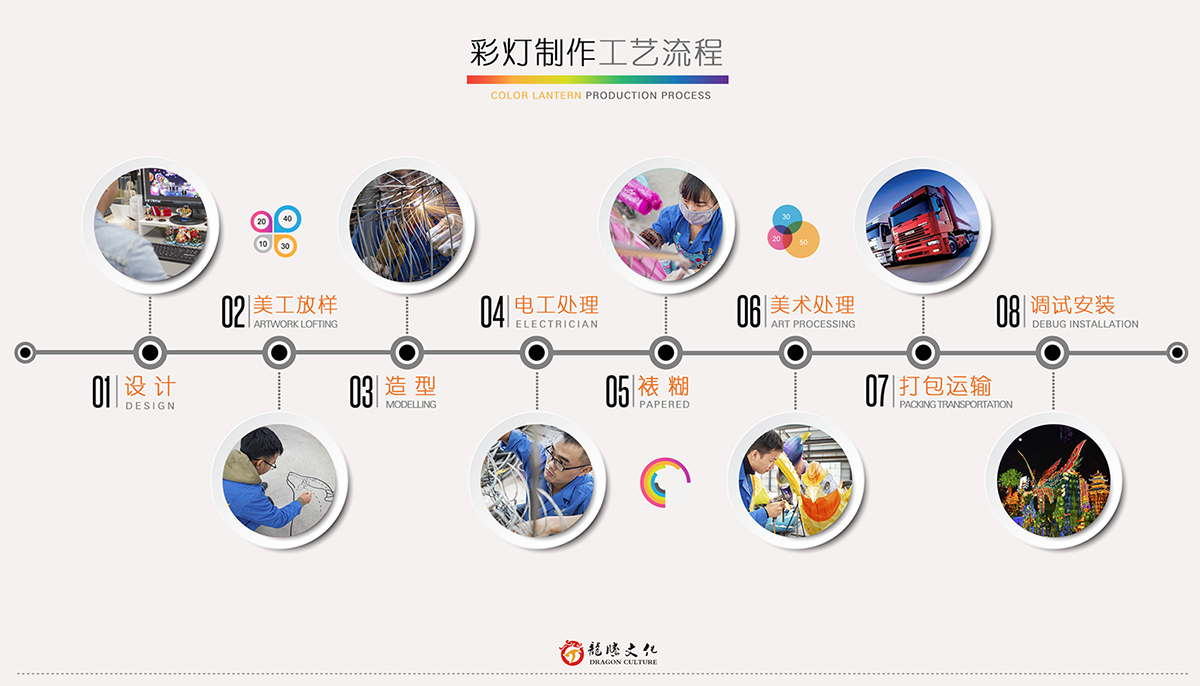 彩灯制作工艺流程
COLOR LANTERN PRODUCTION PROCESS
20
40
10
30
30
20
50
02 美工放样
ARTWORK LOFTING
04 电工处理
ELECTRICIAN
06 美术处理
ART PROCESSING
08 调试安装
DEBUG INSTALLATION
01 设计
DESIGN
03 造型
MODELLING
05 裱糊
PAPERED
07 打包运输
PACKING TRANSPORTATION
龍騰文化
DRAGON CULTURE